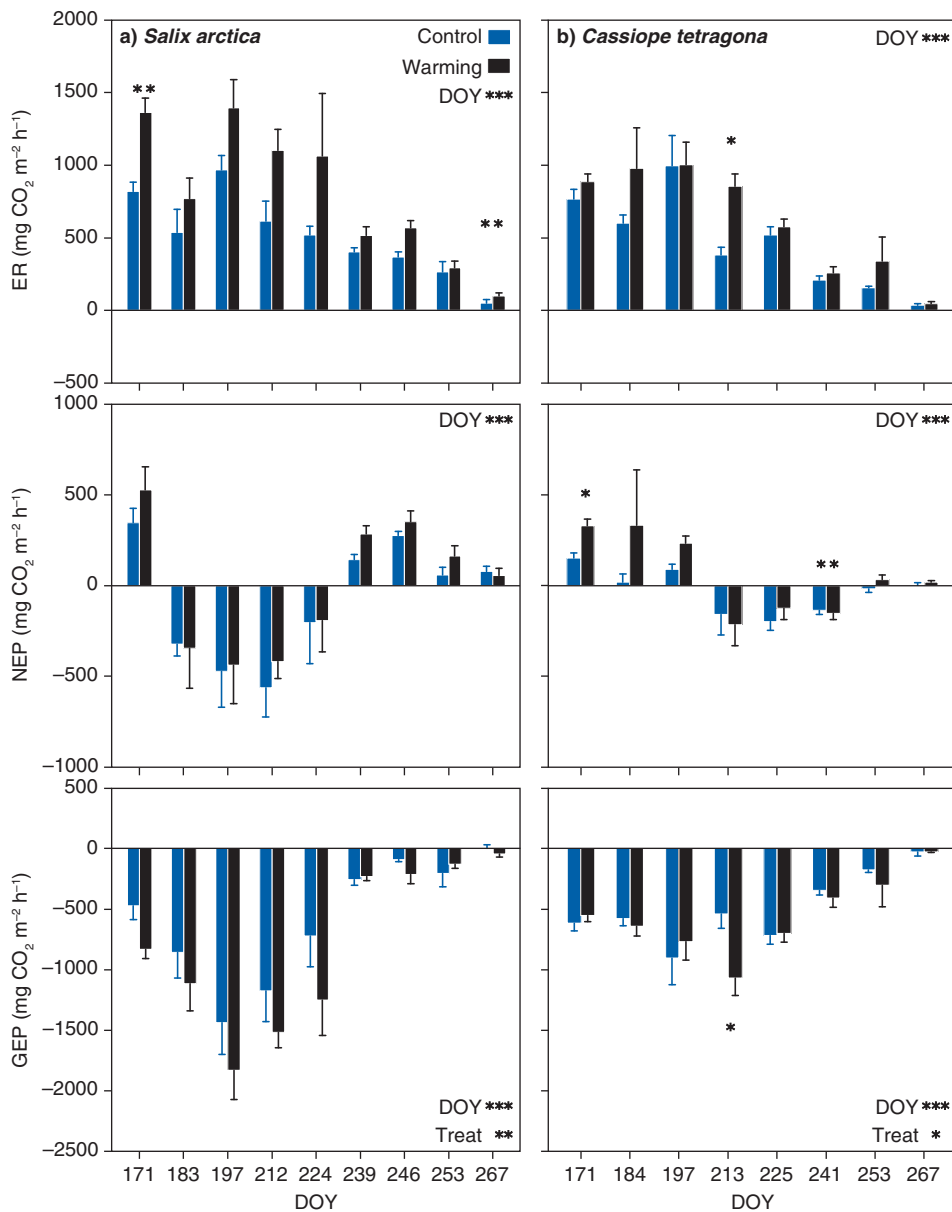 a) Salix arctica
Control
Warming
DOY ***
**
**
ER (mg CO₂ m⁻² h⁻¹)
2000
1500
1000
500
0
−500
b) Cassiope tetragona
DOY ***
*
NEP (mg CO₂ m⁻² h⁻¹)
1000
500
0
−500
−1000
DOY ***
DOY ***
*
**
GEP (mg CO₂ m⁻² h⁻¹)
500
0
−500
−1000
−1500
−2000
−2500
DOY ***
Treat **
*
DOY ***
Treat *
171 183 197 212 224 239 246 253 267
DOY
171 184 197 213 225 241 253 267
DOY